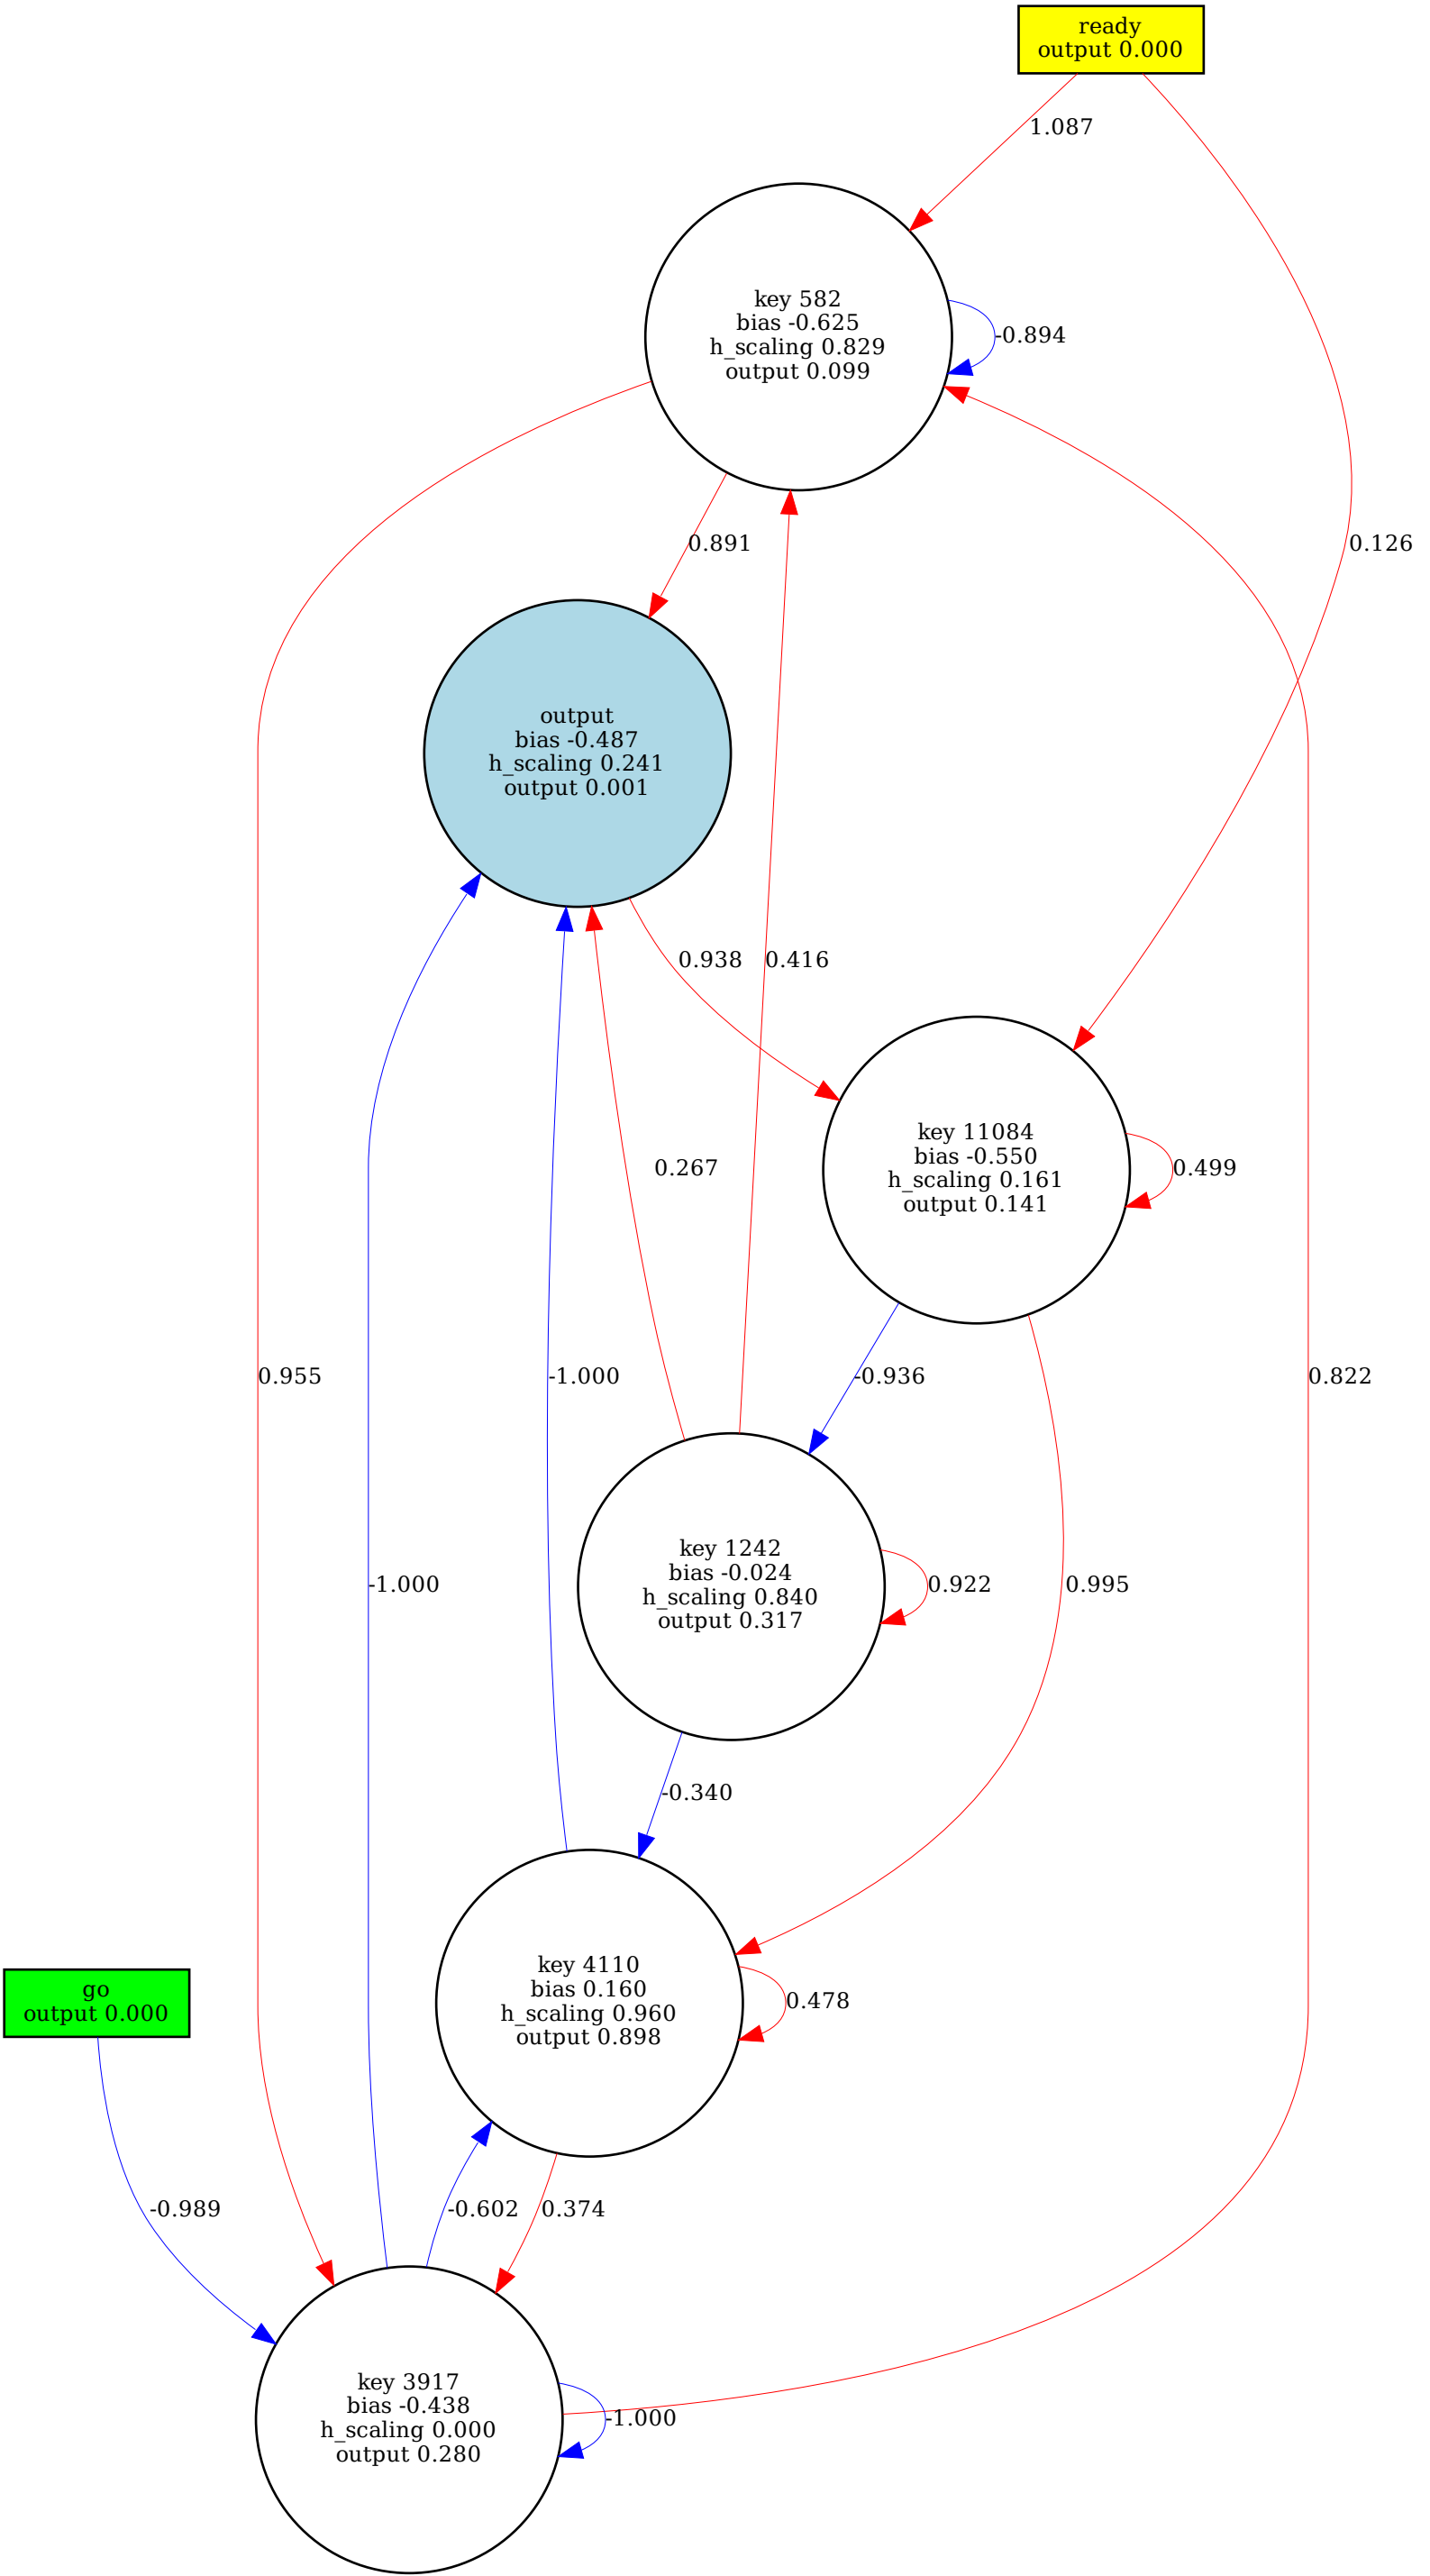 ready
output 0.000
1.087
key 582
bias -0.625
h_scaling 0.829
output 0.099
-0.894
0.891
0.126
output
bias -0.487
h_scaling 0.241
output 0.001
0.938
0.416
key 11084
bias -0.550
h_scaling 0.161
output 0.141
0.499
0.267
0.955
-1.000
-0.936
0.822
key 1242
bias -0.024
h_scaling 0.840
output 0.317
0.922
-1.000
0.995
-0.340
key 4110
bias 0.160
h_scaling 0.960
output 0.898
0.478
go
output 0.000
-0.989
-0.602
0.374
key 3917
bias -0.438
h_scaling 0.000
output 0.280
-1.000